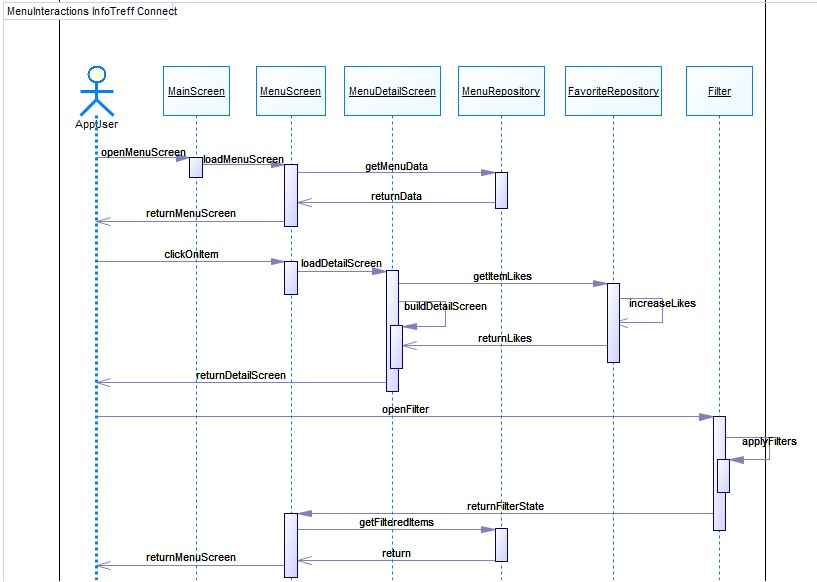 MenuInteractions InfoTreff Connect
AppUser
MainScreen
MenuScreen
MenuDetailScreen
MenuRepository
FavoriteRepository
Filter
openMenuScreen
loadMenuScreen
getMenuData
returnData
returnMenuScreen
clickOnItem
loadDetailScreen
getItemLikes
buildDetailScreen
increaseLikes
returnLikes
returnDetailScreen
openFilter
applyFilters
returnFilterState
getFilteredItems
return
returnMenuScreen